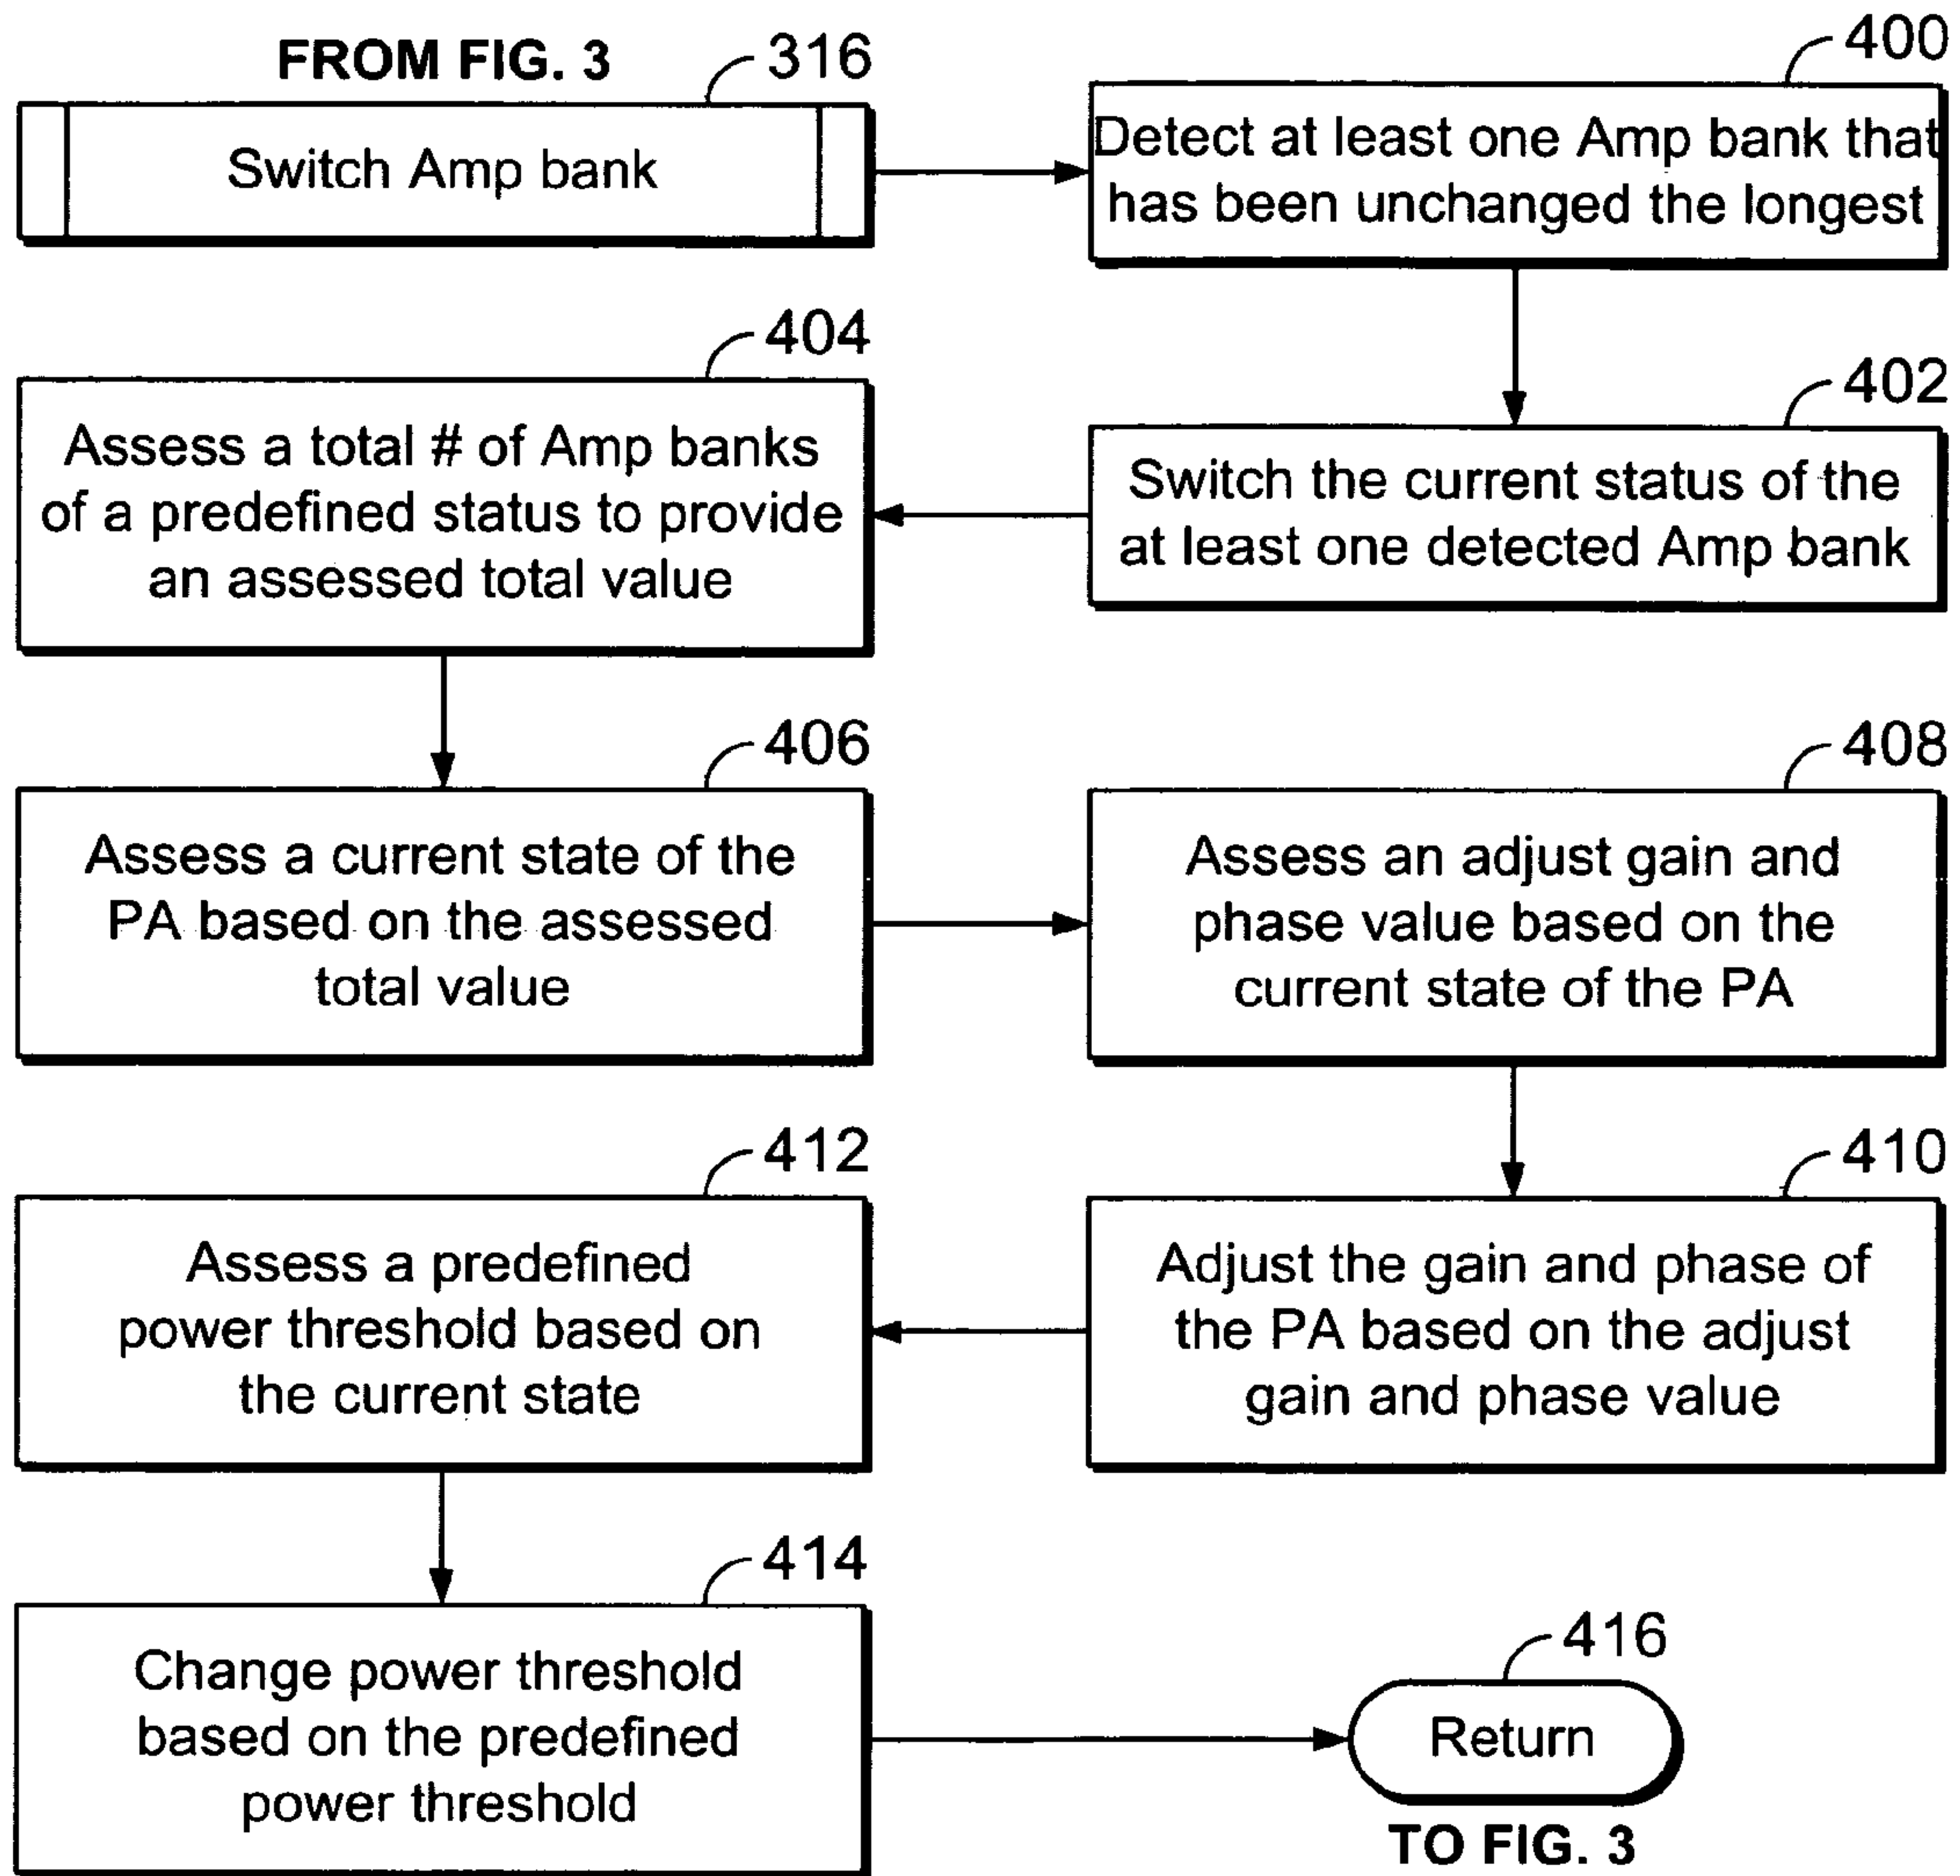 FROM FIG. 3
316
Switch Amp bank
400
Detect at least one Amp bank that
has been unchanged the longest
402
Switch the current status of the
at least one detected Amp bank
404
Assess a total # of Amp banks
of a predefined status to provide
an assessed total value
406
Assess a current state of the
PA based on the assessed
total value
408
Assess an adjust gain and
phase value based on the
current state of the PA
410
Adjust the gain and phase of
the PA based on the adjust
gain and phase value
412
Assess a predefined
power threshold based on
the current state
414
Change power threshold
based on the predefined
power threshold
416
Return
TO FIG. 3